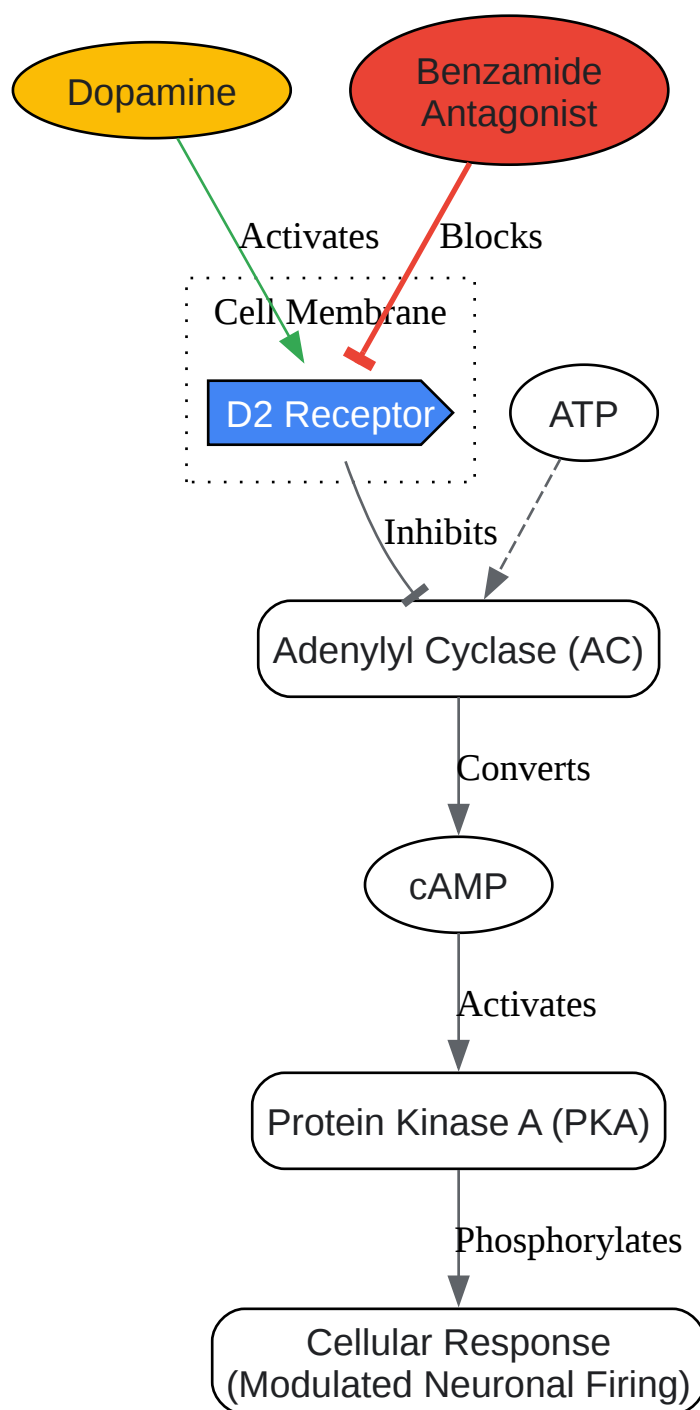 Dopamine
Benzamide
Antagonist
Activates
Blocks
Cell Membrane
D2 Receptor
ATP
Inhibits
Adenylyl Cyclase (AC)
Converts
cAMP
Activates
Protein Kinase A (PKA)
Phosphorylates
Cellular Response
(Modulated Neuronal Firing)